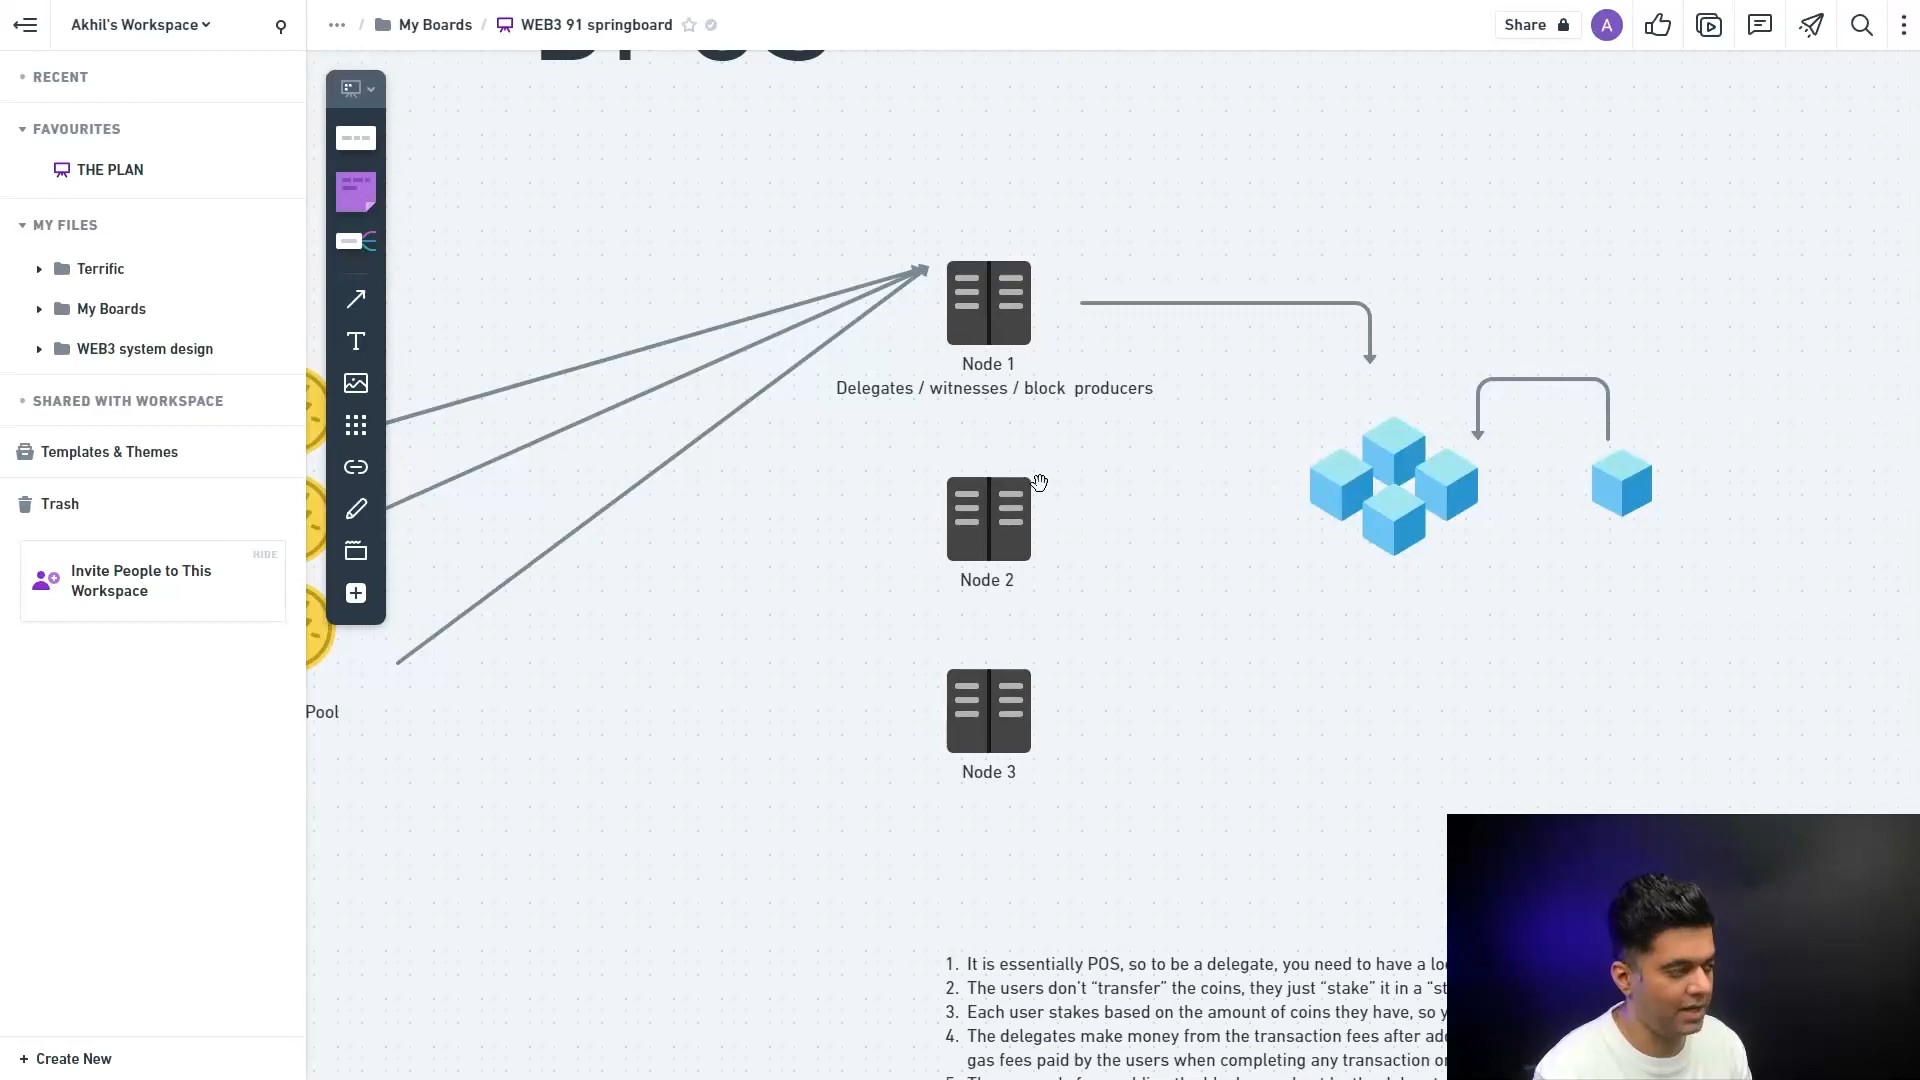 Akhil's Workspace
... / My Boards / WEB3 91 springboard
Share
A
RECENT
FAVOURITES
THE PLAN
MY FILES
Terrific
My Boards
WEB3 system design
SHARED WITH WORKSPACE
Templates & Themes
Trash
HIDE
Invite People to This
Workspace
+ Create New
T
Pool
Node 1
Delegates / witnesses / block producers
Node 2
Node 3
1. It is essentially POS, so to be a delegate, you need to have a
2. The users don't “transfer” the coins, they just “stake” it in a
3. Each user stakes based on the amount of coins they have, so
4. The delegates make money from the transaction fees after
gas fees paid by the users when completing any transaction